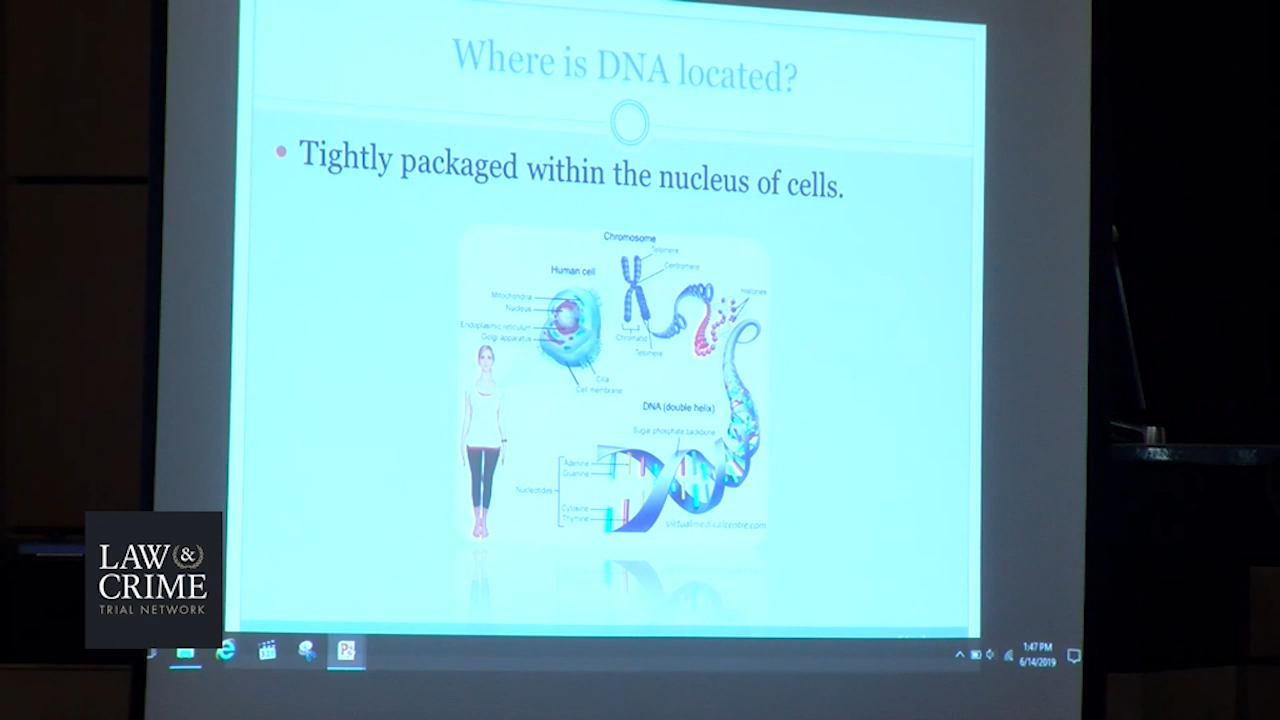 Where is DNA located?
• Tightly packaged within the nucleus of cells.
Chromosome
Telomere
Centromere
Human cell
Histones
Mitochondria
Nucleus
Endoplasmic reticulum
Golgi apparatus
Chromatid
Telomere
Cilia
Cell membrane
DNA (double helix)
Sugar phosphate backbone
Adenine
Guanine
Nucleotides
Cytosine
Thymine
virtualmedicalcentre.com
LAW &
CRIME
TRIAL NETWORK
1:47 PM
6/14/2019